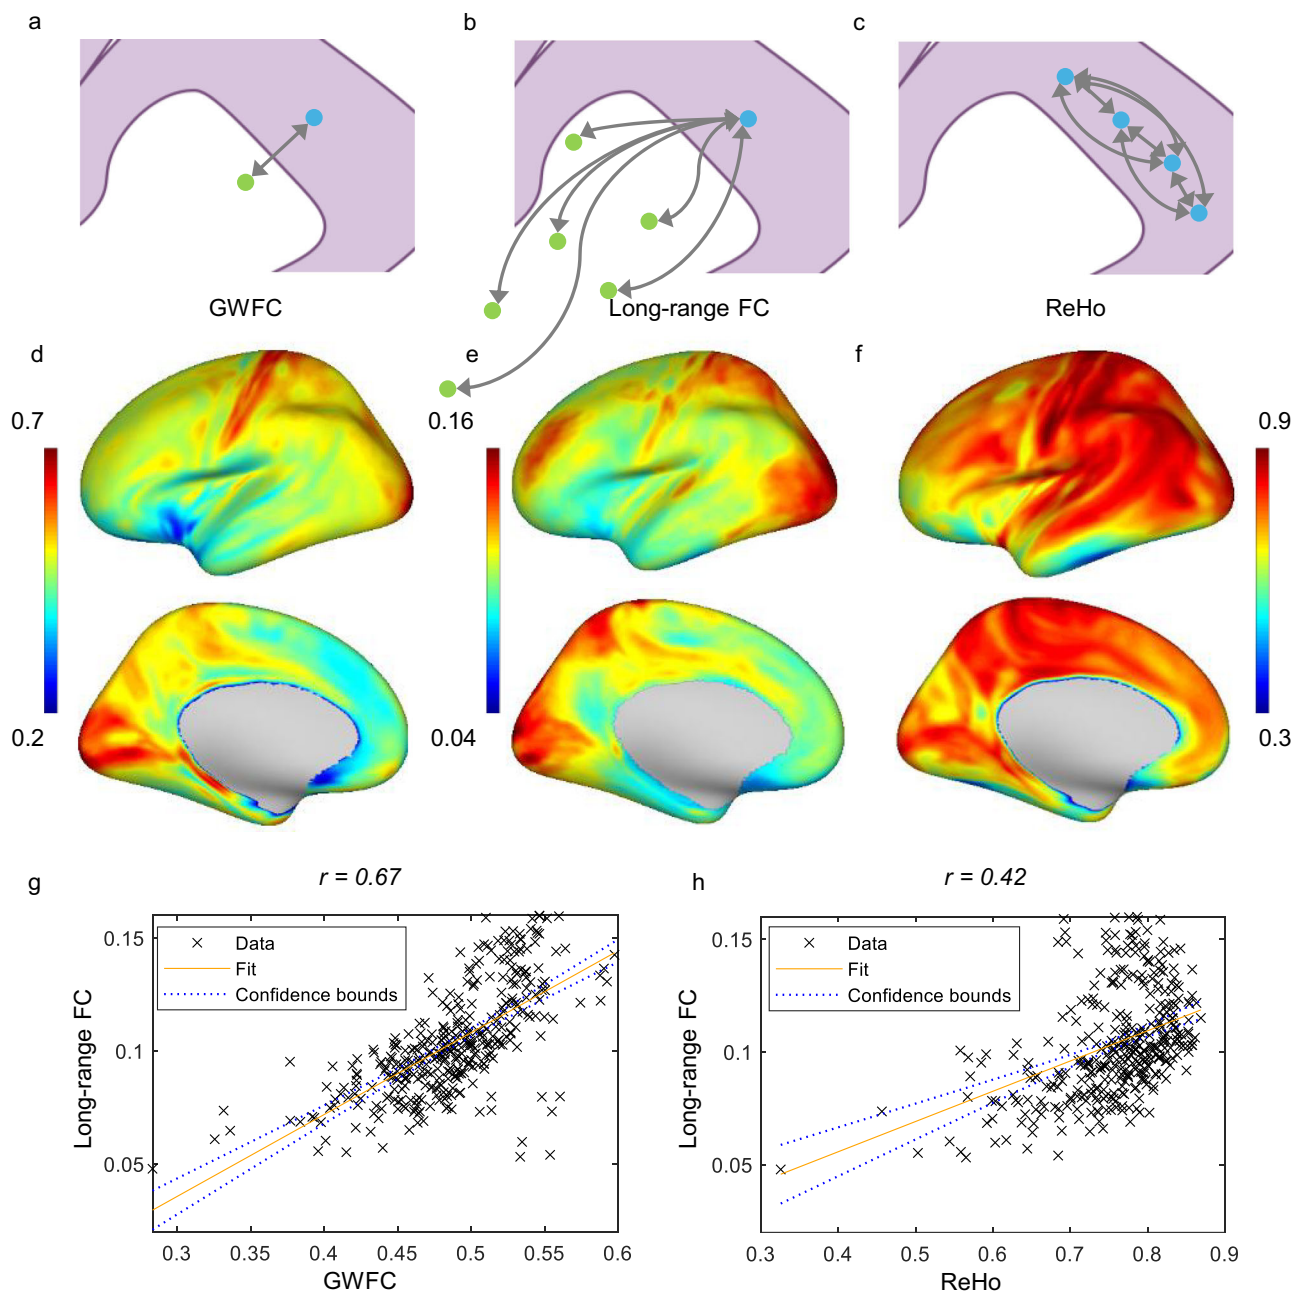 a
b
c
GWFC
Long-range FC
ReHo
d
e
f
0.7
0.16
0.9
0.2
0.04
0.3
g
r = 0.67
h
r = 0.42
0.15
0.1
0.05
Long-range FC
Data
Fit
Confidence bounds
0.3
0.35
0.4
0.45
0.5
0.55
0.6
GWFC
0.15
0.1
0.05
Long-range FC
Data
Fit
Confidence bounds
0.3
0.4
0.5
0.6
0.7
0.8
0.9
ReHo